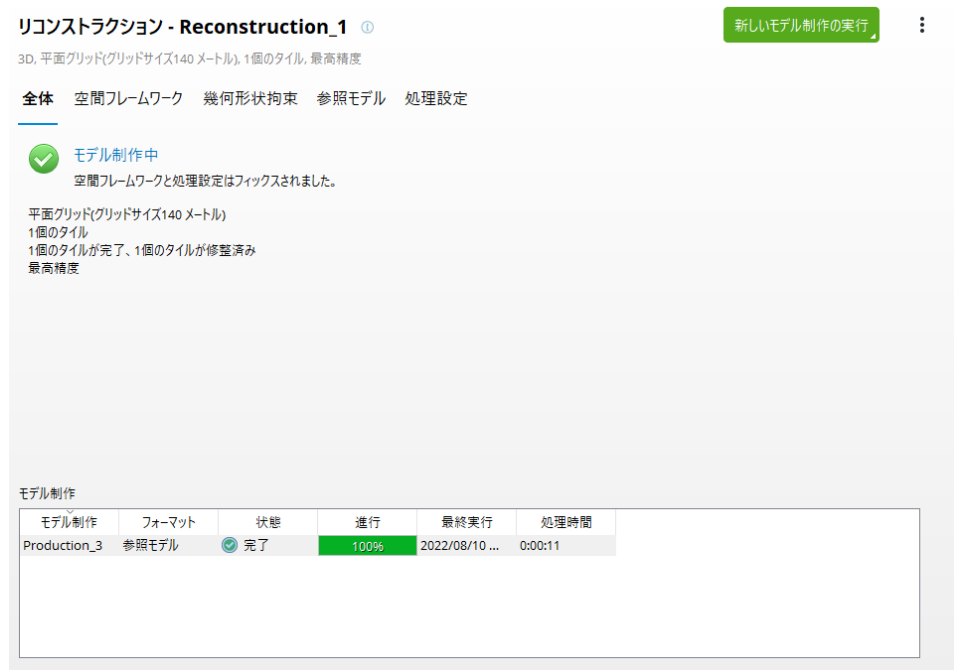 リコンストラクション - Reconstruction_1
新しいモデル制作の実行
3D, 平面グリッド(グリッドサイズ140 メートル), 1個のタイル, 最高精度
全体 空間フレームワーク 幾何形状拘束 参照モデル 処理設定
モデル制作中
空間フレームワークと処理設定はフィックスされました。
平面グリッド(グリッドサイズ140 メートル)
1個のタイル
1個のタイルが完了、1個のタイルが修整済み
最高精度
モデル制作
モデル制作 フォーマット 状態 進行 最終実行 処理時間
Production_3 参照モデル 完了 100% 2022/08/10 ... 0:00:11